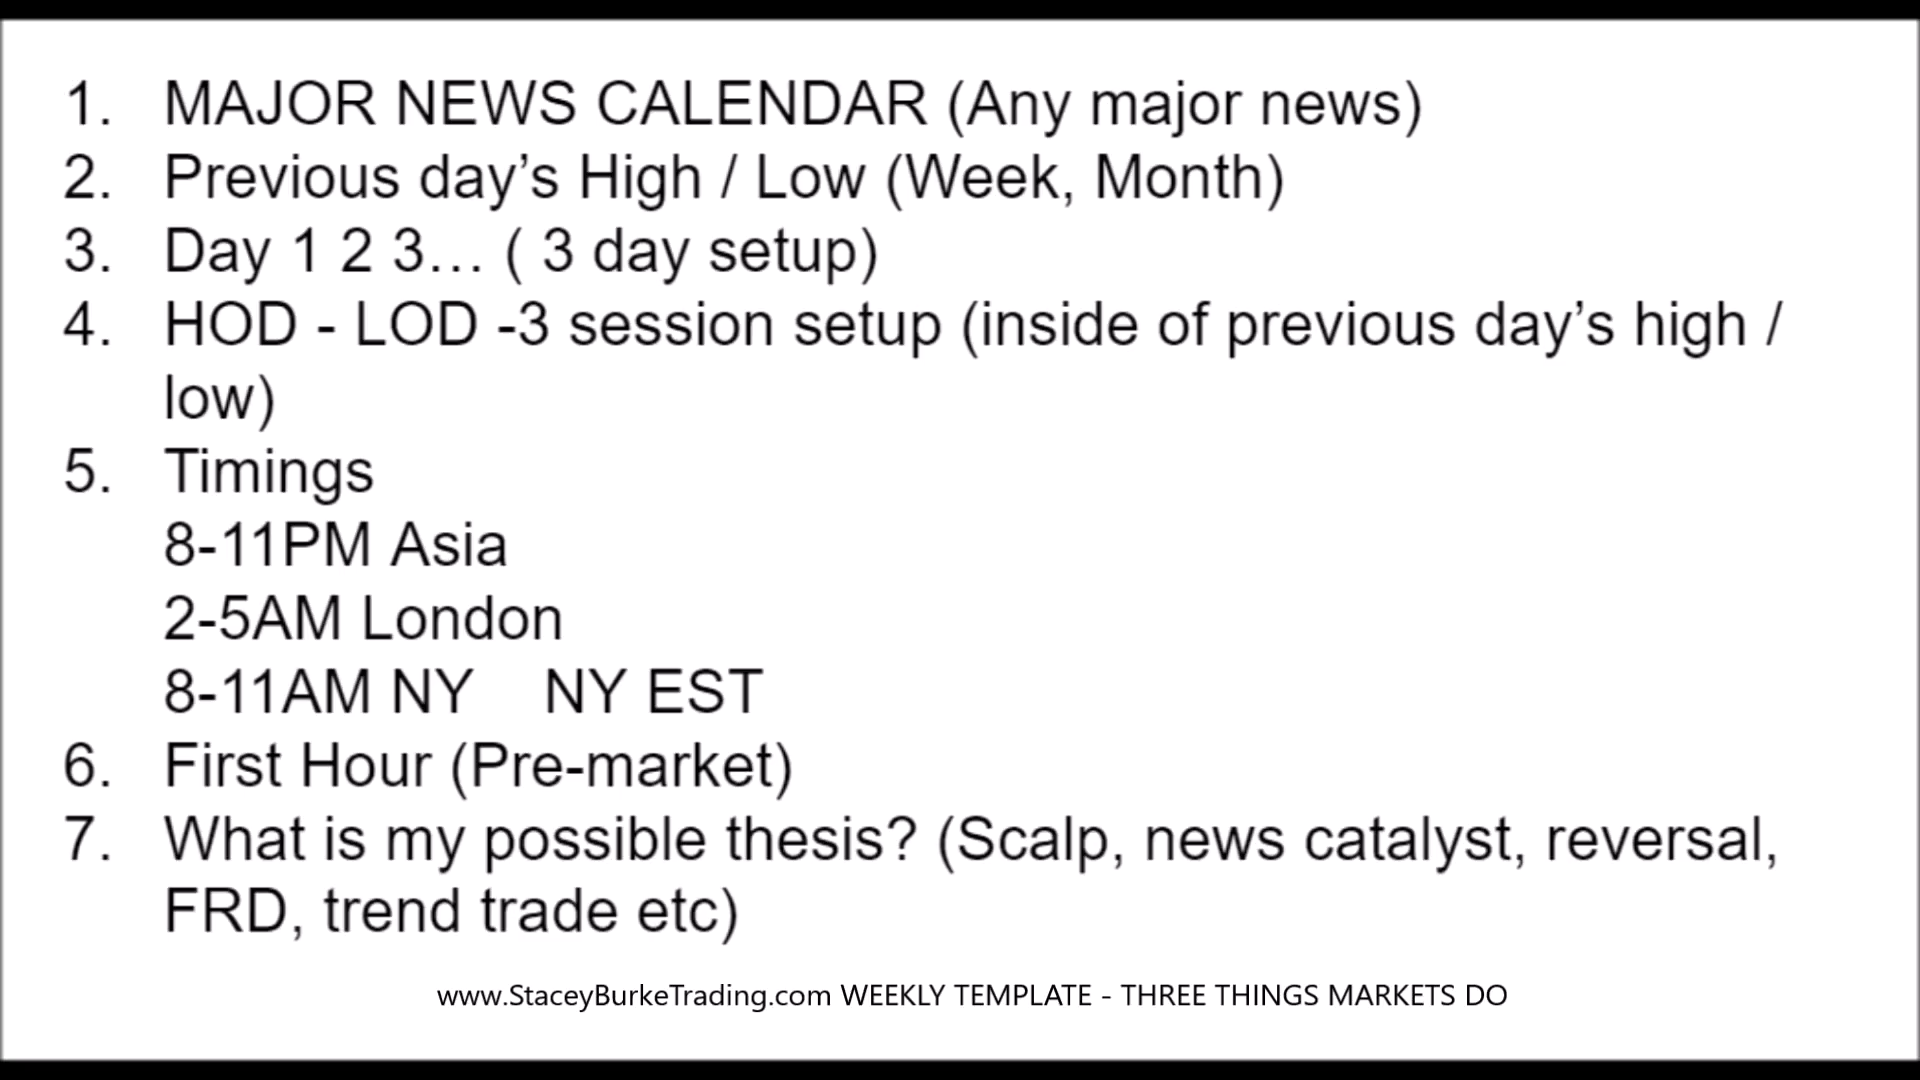 1. MAJOR NEWS CALENDAR (Any major news)
2. Previous day’s High / Low (Week, Month)
3. Day 1 2 3... ( 3 day setup)
4. HOD - LOD -3 session setup (inside of previous day’s high /
low)
5. Timings
8-11PM Asia
2-5AM London
8-11AM NY NY EST
6. First Hour (Pre-market)
7. What is my possible thesis? (Scalp, news catalyst, reversal,
FRD, trend trade etc)
www.StaceyBurkeTrading.com WEEKLY TEMPLATE - THREE THINGS MARKETS DO